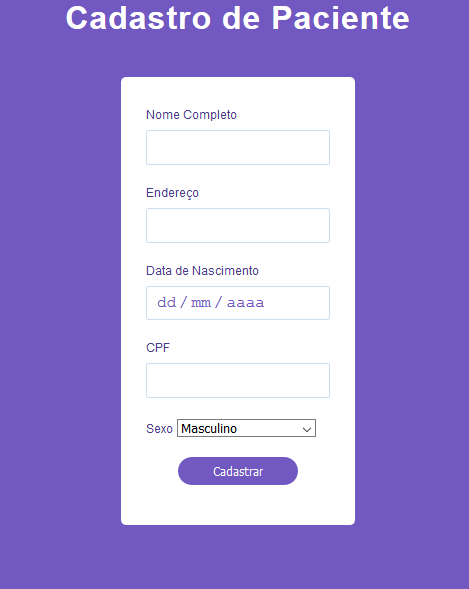 Cadastro de Paciente
Nome Completo
Endereço
Data de Nascimento
dd / mm / aaaa
CPF
Sexo Masculino
Cadastrar